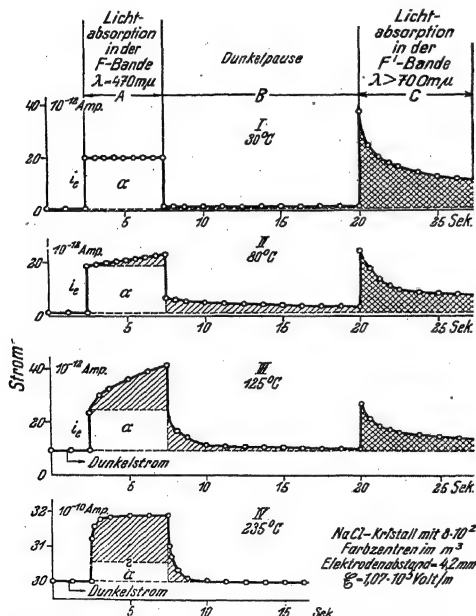 Licht-
absorption
in der
F-Bande
λ=470mμ
A
Dunkelpause
B
Licht-
absorption
in der
F'-Bande
λ>700mμ
C
10⁻¹² Amp.
I
30°C
40
20
0
i_e
α
5 10 15 20 25 Sek.
10⁻¹² Amp.
II
80°C
20
0
i_e
α
5 10 15 20 25 Sek.
Strom
10⁻¹² Amp.
III
125°C
40
20
0
i_e
α
Dunkelstrom
5 10 15 20 25 Sek.
10⁻¹⁰ Amp.
IV
235°C
32
31
30
α
Dunkelstrom
5 10 15 Sek.
NaCl-Kristall mit 8·10²
Farbzentren im m³
Elektrodenabstand=4,2mm
=1,07·10⁵ Volt/m